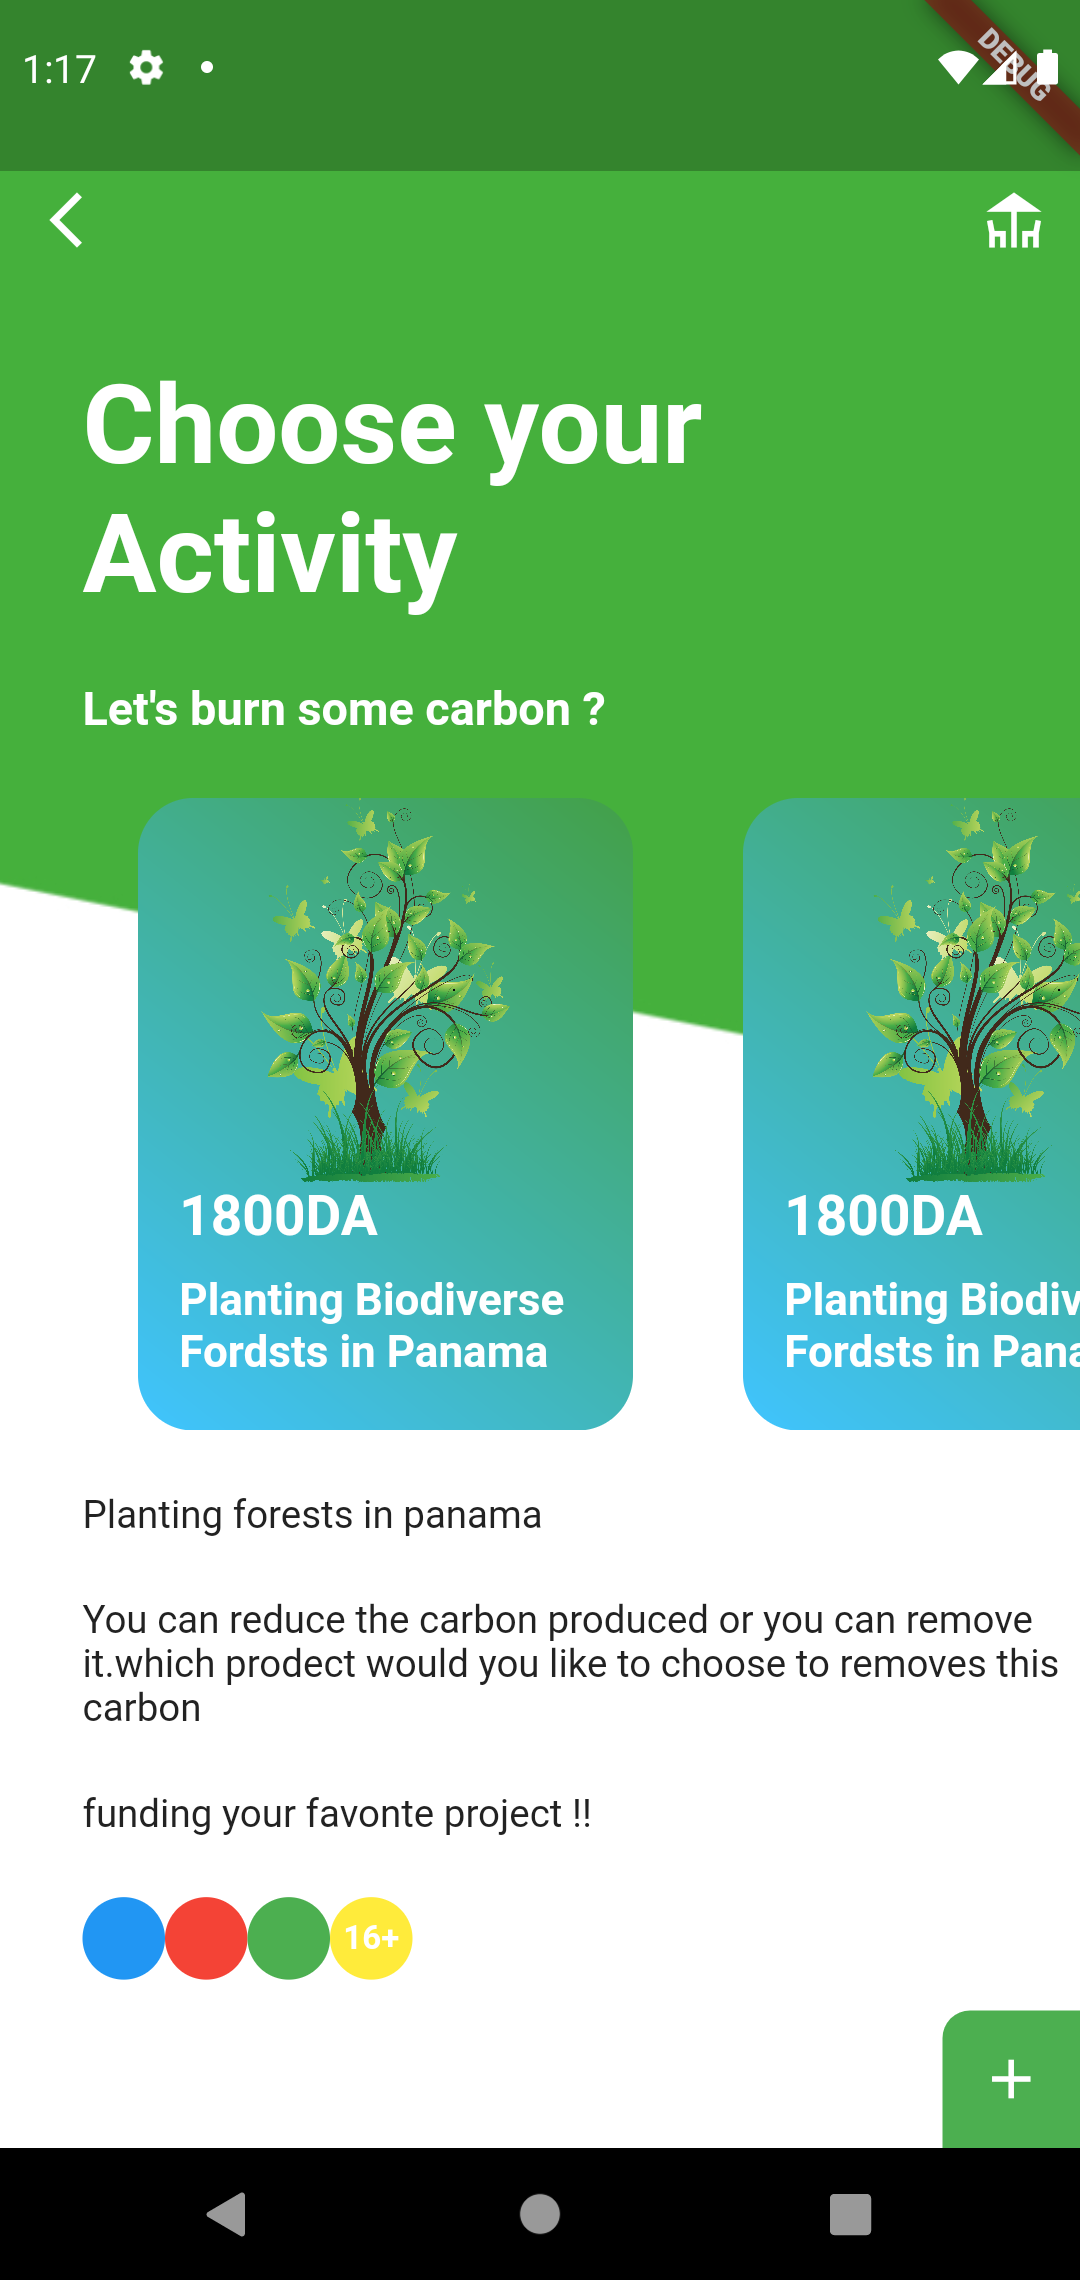 1:17
DEBUG
Choose your
Activity
Let's burn some carbon ?
1800DA
Planting Biodiverse
Fordsts in Panama
1800DA
Planting Biodiv
Fordsts in Pana
Planting forests in panama
You can reduce the carbon produced or you can remove
it.which prodect would you like to choose to removes this
carbon
funding your favonte project !!
16+